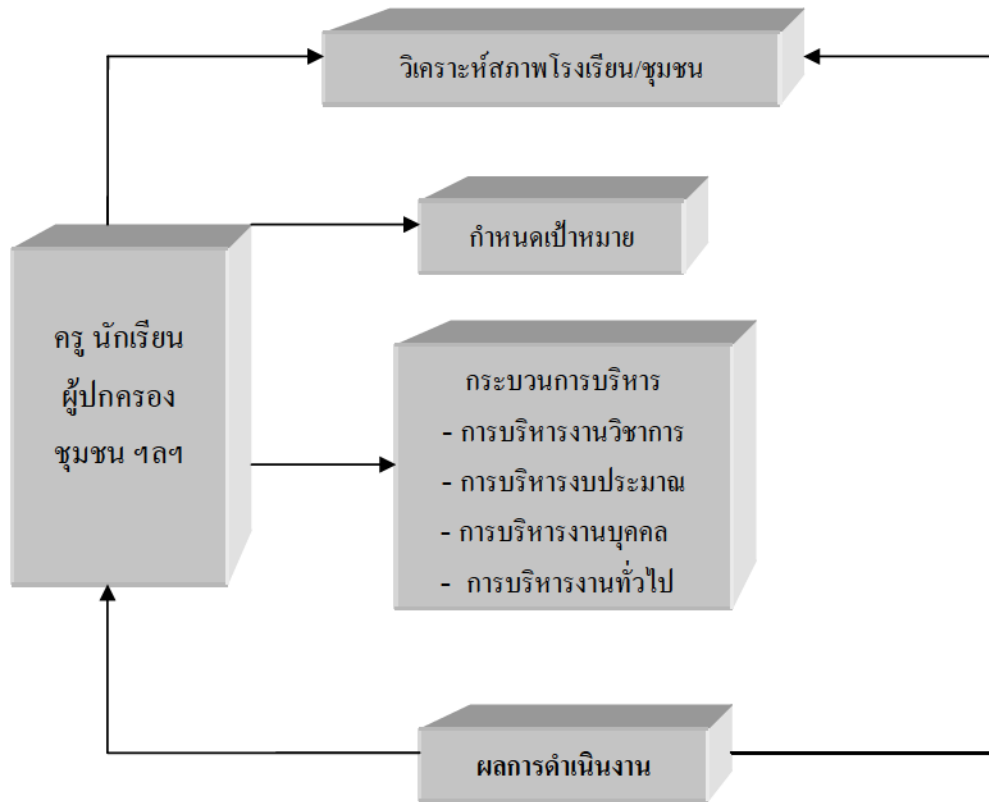 วิเคราะห์สภาพโรงเรียน/ชุมชน
กำหนดเป้าหมาย
ครู นักเรียน
ผู้ปกครอง
ชุมชน ฯลฯ
กระบวนการบริหาร
- การบริหารงานวิชาการ
- การบริหารงบประมาณ
- การบริหารงานบุคคล
- การบริหารงานทั่วไป
ผลการดำเนินงาน